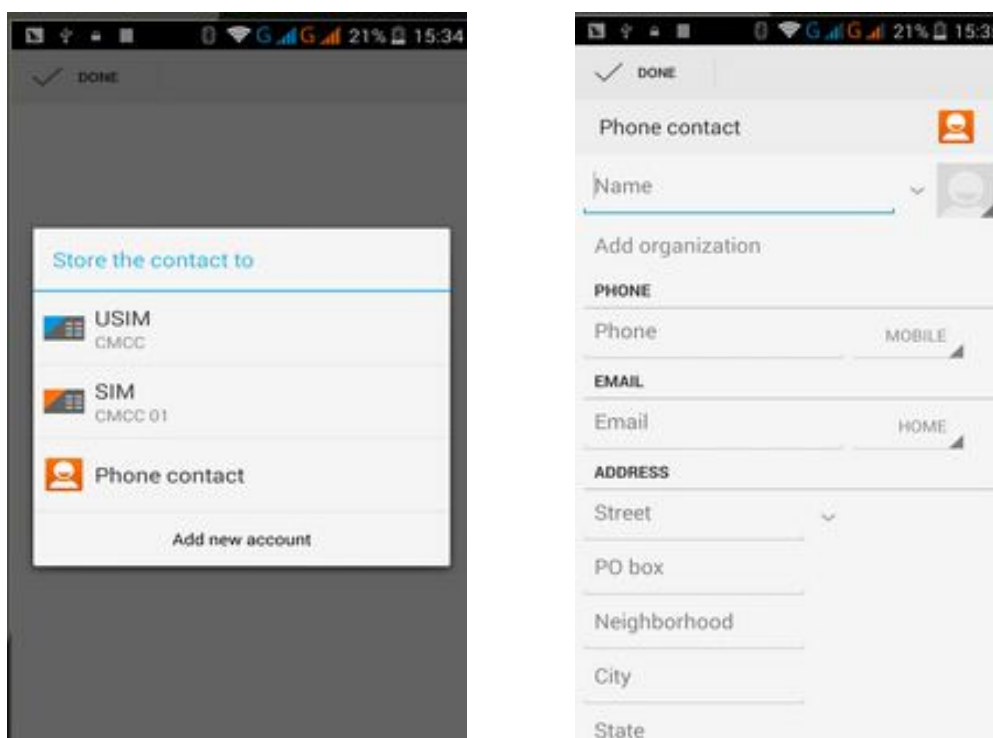 21% 15:34
DONE
Store the contact to
USIM
CMCC
SIM
CMCC 01
Phone contact
Add new account
21% 15:3
DONE
Phone contact
Name
Add organization
PHONE
Phone MOBILE
EMAIL
Email HOME
ADDRESS
Street
PO box
Neighborhood
City
State